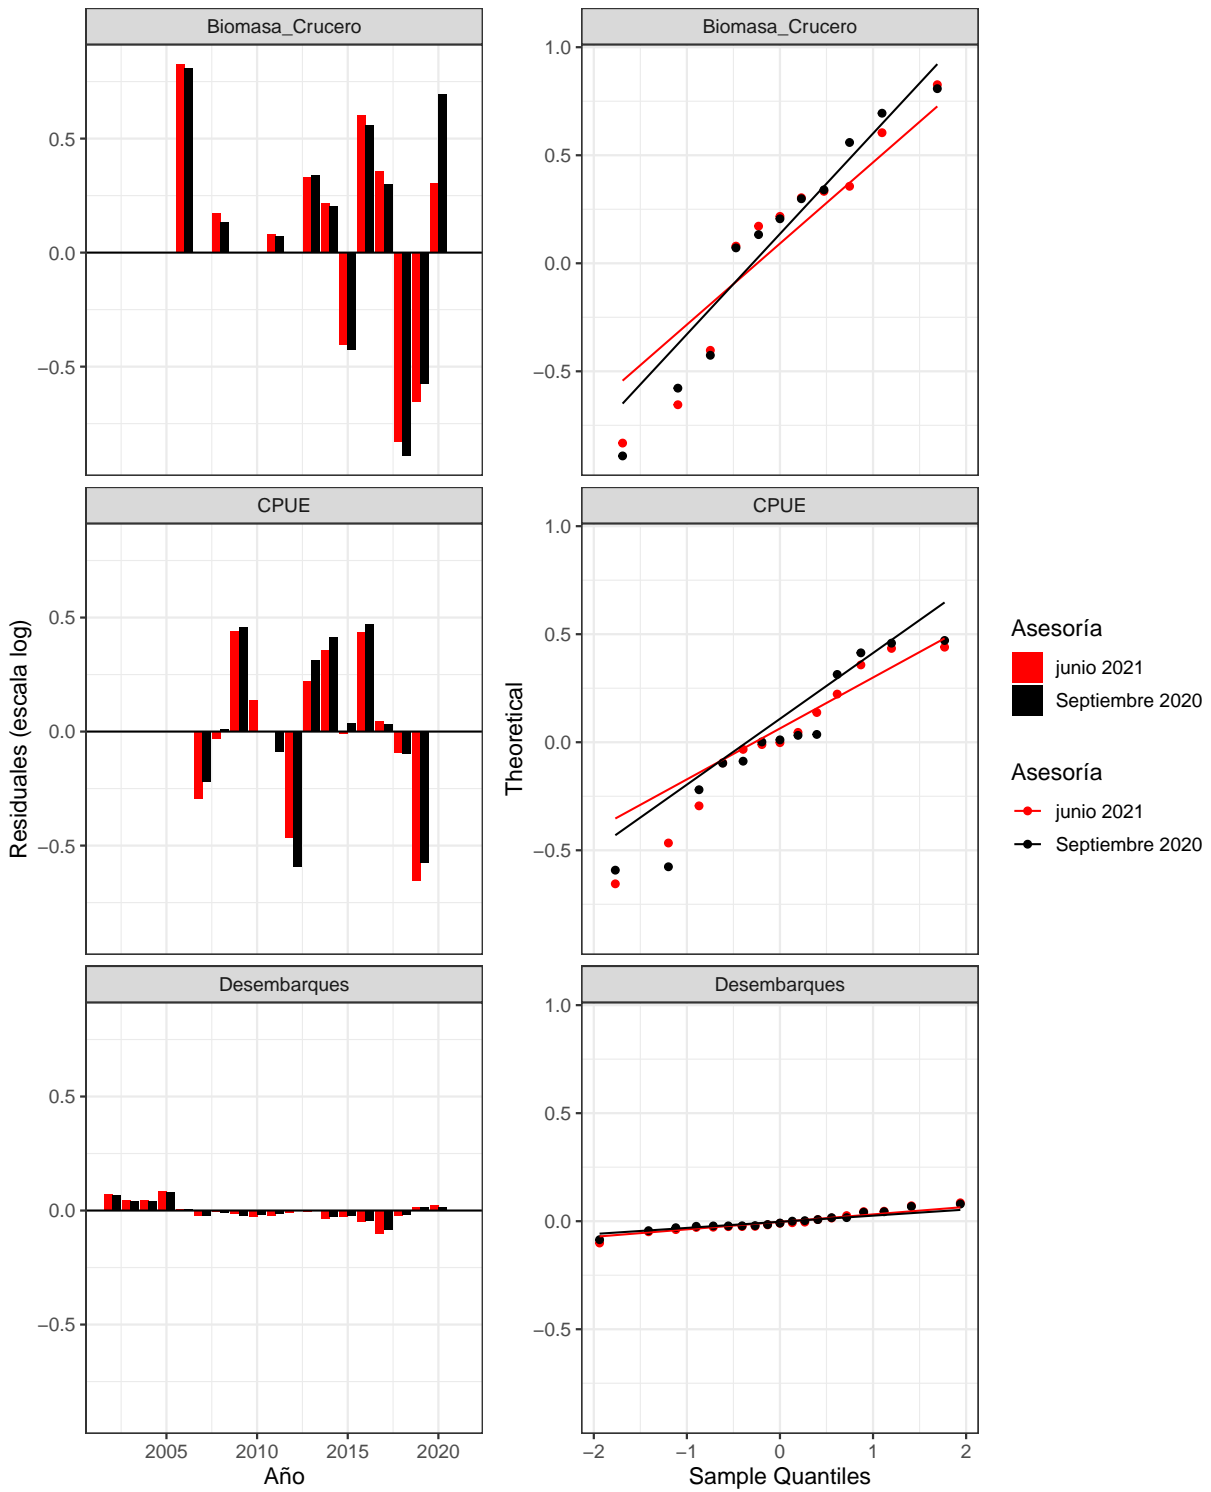 Biomasa_Crucero
Biomasa_Crucero
0.5
0.0
−0.5
1.0
0.5
0.0
−0.5
CPUE
CPUE
0.5
0.0
−0.5
1.0
0.5
0.0
−0.5
Residuales (escala log)
Theoretical
Asesoría
junio 2021
Septiembre 2020
Asesoría
junio 2021
Septiembre 2020
Desembarques
Desembarques
0.5
0.0
−0.5
1.0
0.5
0.0
−0.5
2005 2010 2015 2020
−2 −1 0 1 2
Año
Sample Quantiles